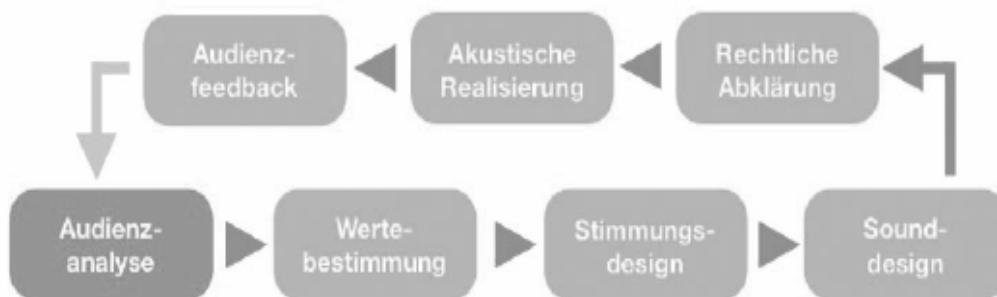 Audienz-
feedback
Akustische
Realisierung
Rechtliche
Abklärung
Audienz-
analyse
Werte-
bestimmung
Stimmungs-
design
Sound-
design